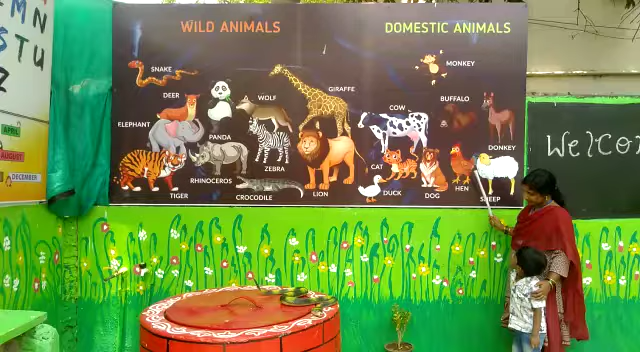 M N
S T U
Z
APRIL
AUGUST
DECEMBER
WILD ANIMALS
SNAKE
DEER
WOLF
GIRAFFE
ELEPHANT
PANDA
ZEBRA
RHINOCEROS
TIGER
CROCODILE
LION
DOMESTIC ANIMALS
MONKEY
COW
BUFFALO
DONKEY
CAT
DUCK
DOG
HEN
SHEEP
Welco